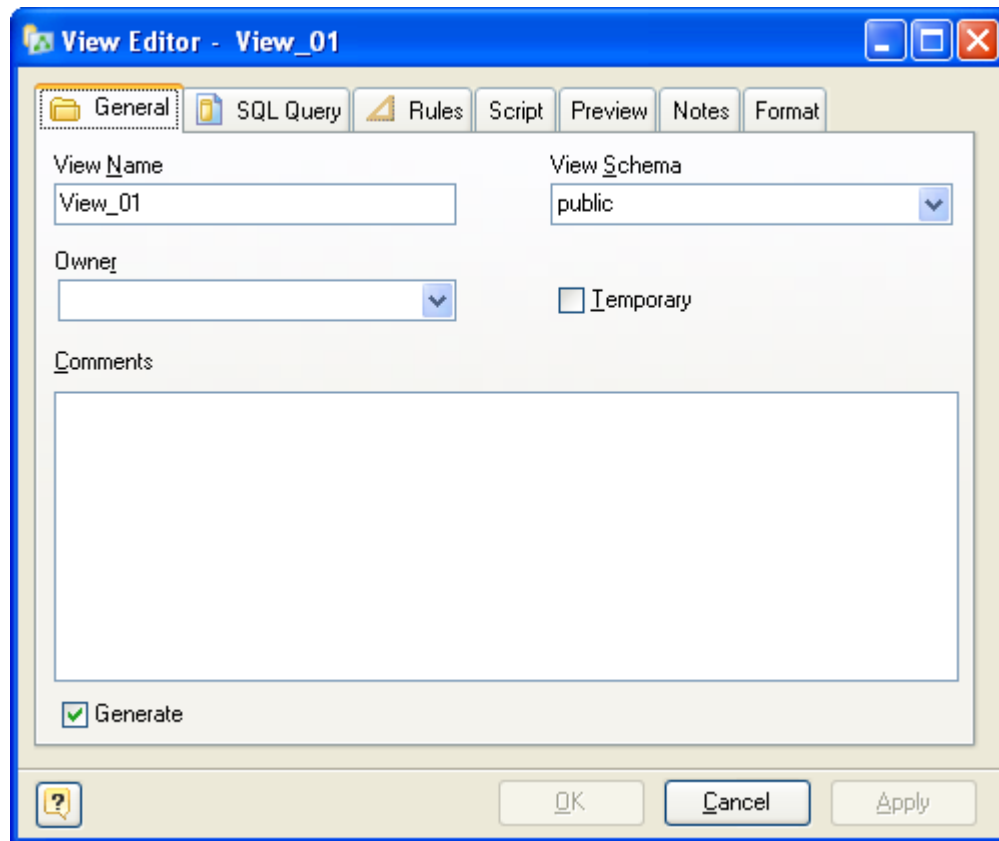 View Editor - View_01
General SQL Query Rules Script Preview Notes Format
View Name View Schema
View_01 public
Owner
Temporary
Comments
Generate
? OK Cancel Apply